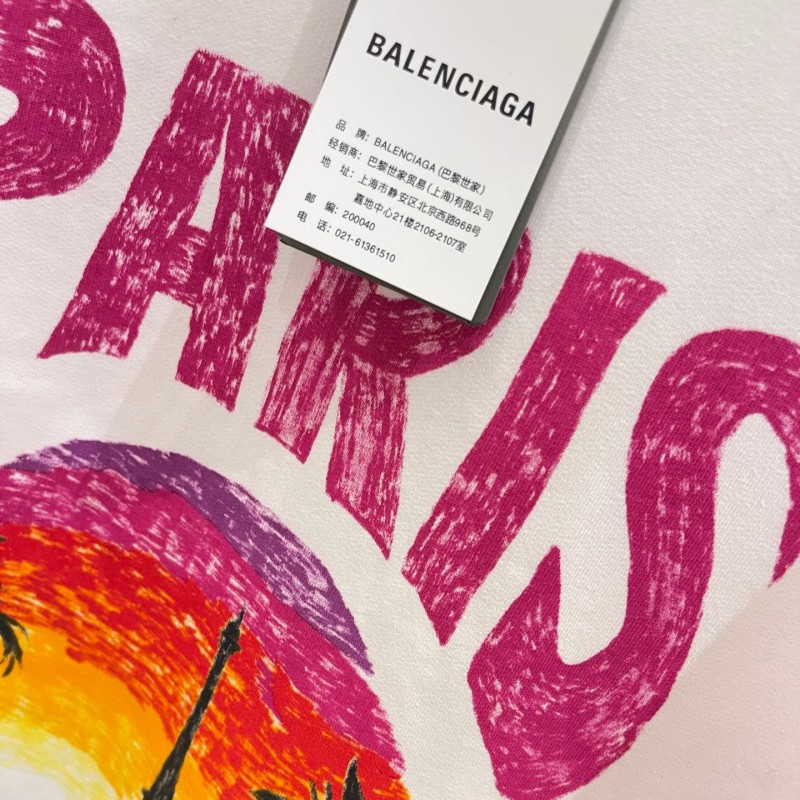 PARIS
BALENCIAGA
品 牌: BALENCIAGA (巴黎世家)
经销商: 巴黎世家贸易(上海)有限公司
地 址: 上海市静安区北京西路968号
嘉地中心21楼2106-2107室
邮 编: 200040
电 话: 021-61361510